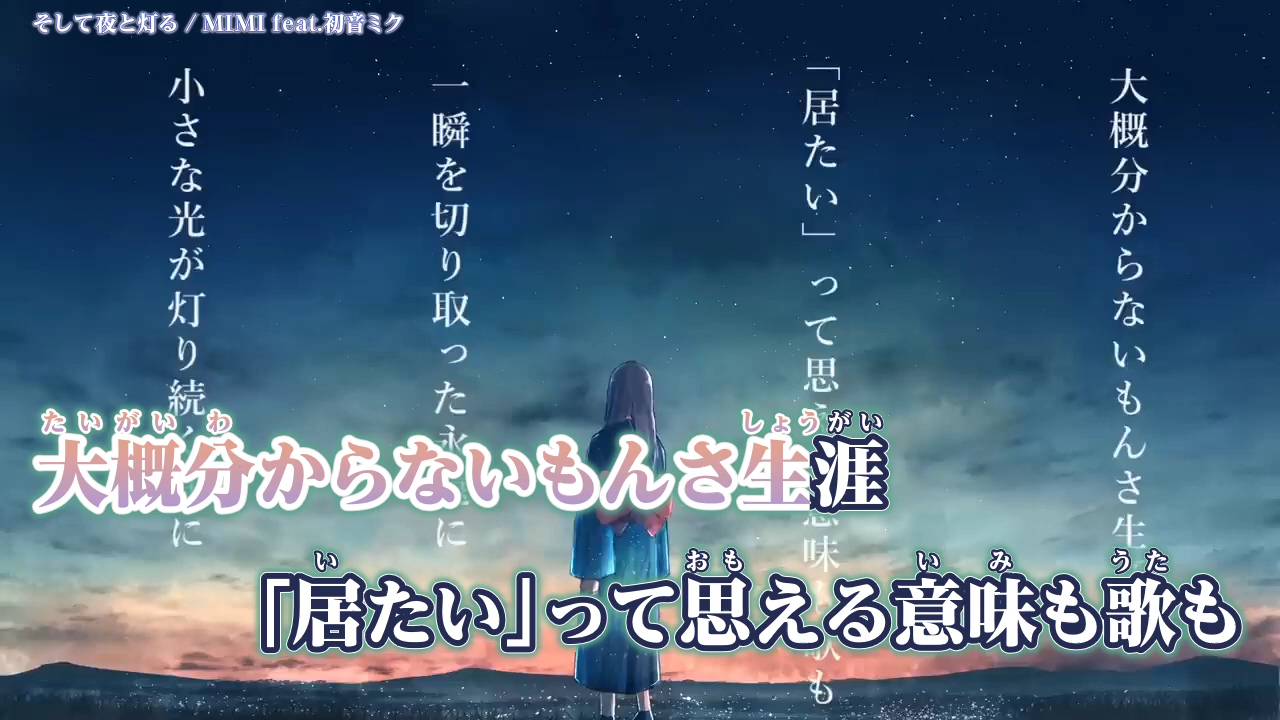 そして夜と灯る / MIMI feat.初音ミク
大概分からないもんさ生
「居たい」って思え
味
歌も
一瞬を切り取った永
に
小さな光が灯り続
に
たいがいわ しょうがい
大概分からないもんさ生涯
い おも いみ うた
「居たい」って思える意味も歌も